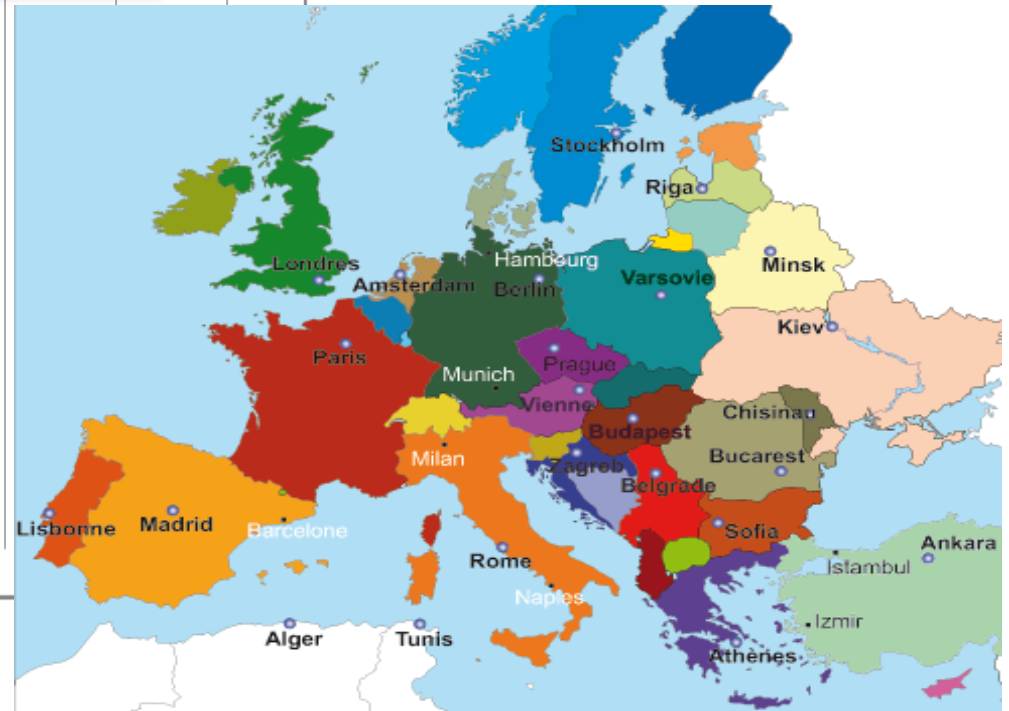 Stockholm
Riga
Londres
Hambourg
Amsterdam
Berlin
Varsovie
Minsk
Kiev
Paris
Prague
Munich
Vienne
Chisinau
Budapest
Milan
Zagreb
Bucarest
Belgrade
Lisbonne
Madrid
Barcelone
Sofia
Ankara
Rome
Istambul
Naples
Izmir
Alger
Tunis
Athènes